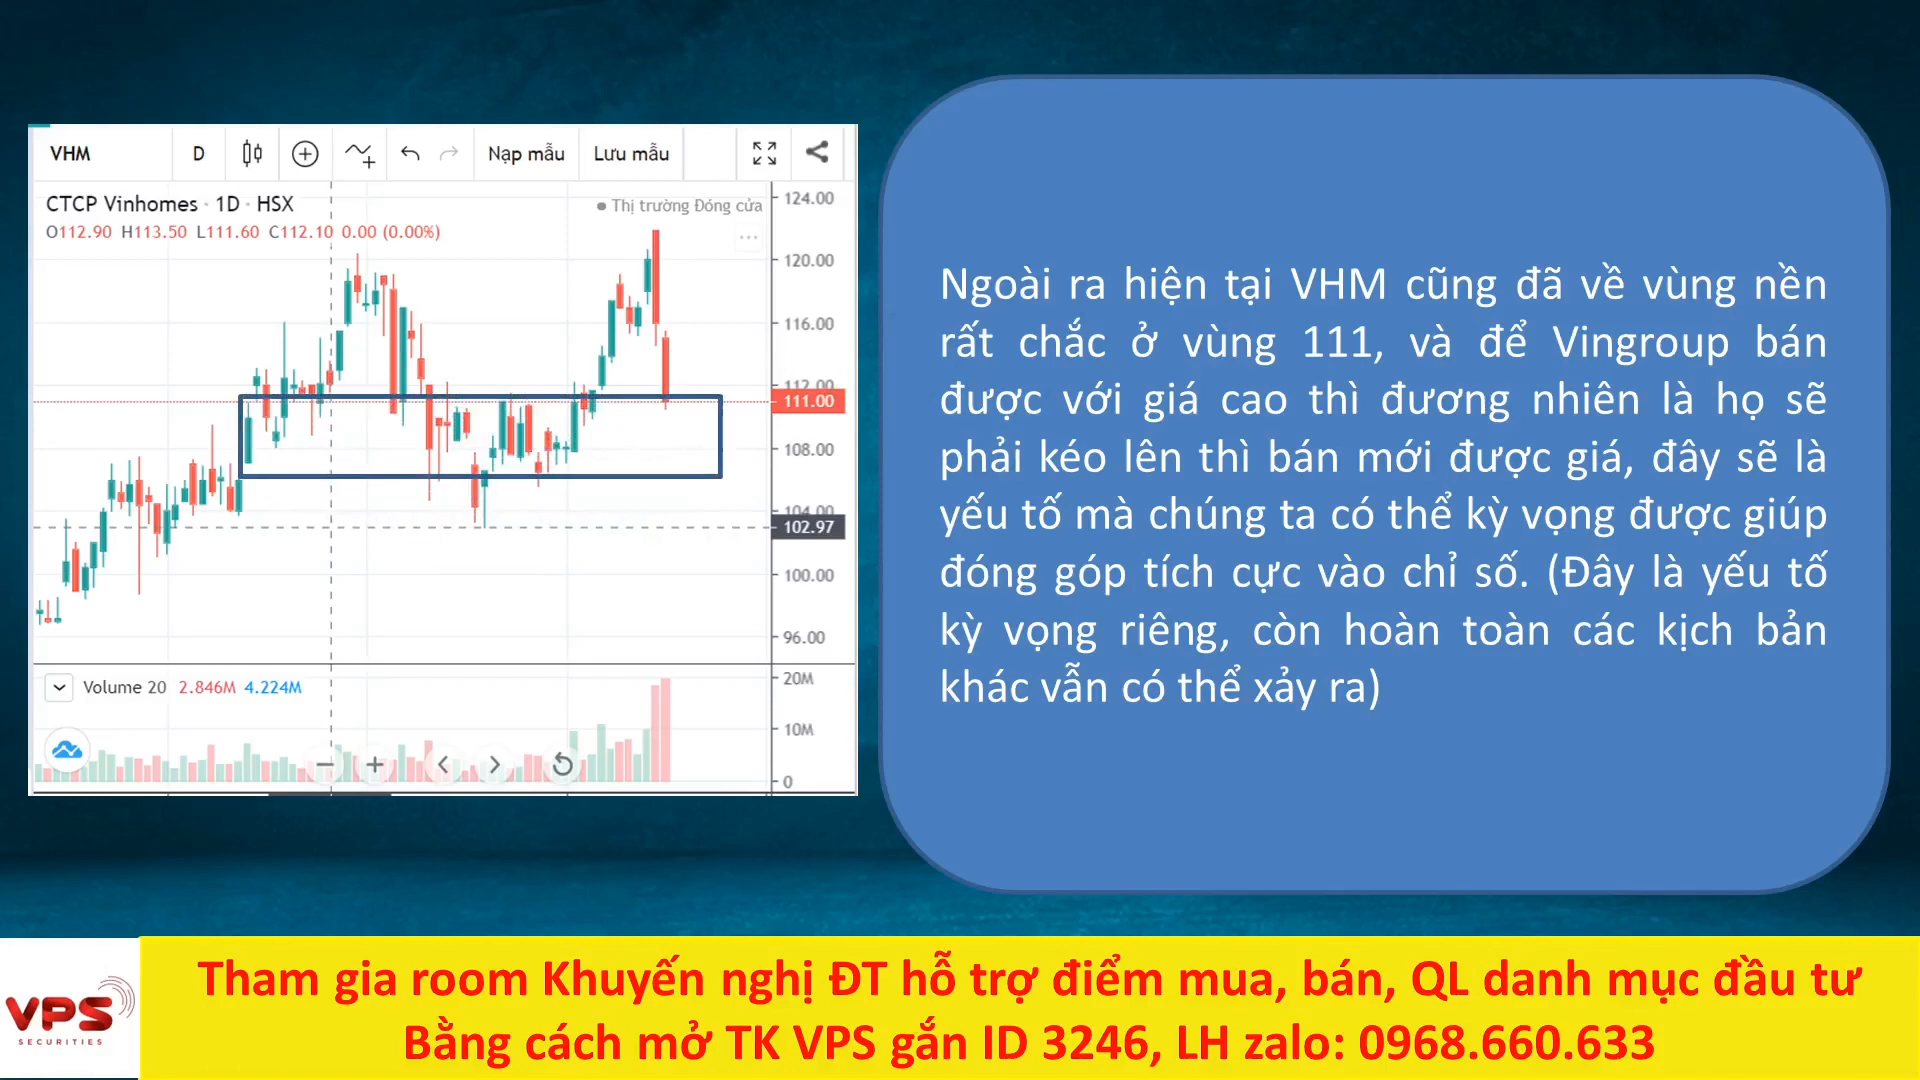 VHM D Nạp mẫu Lưu mẫu
CTCP Vinhomes · 1D · HSX
Thị trường Đóng cửa
O112.90 H113.50 L111.60 C112.10 0.00 (0.00%)
124.00
120.00
116.00
112.00
111.00
108.00
104.00
102.97
100.00
96.00
Volume 20 2.846M 4.224M
20M
10M
0
Ngoài ra hiện tại VHM cũng đã về vùng nền
rất chắc ở vùng 111, và để Vingroup bán
được với giá cao thì đương nhiên là họ sẽ
phải kéo lên thì bán mới được giá, đây sẽ là
yếu tố mà chúng ta có thể kỳ vọng được giúp
đóng góp tích cực vào chỉ số. (Đây là yếu tố
kỳ vọng riêng, còn hoàn toàn các kịch bản
khác vẫn có thể xảy ra)
VPS
SECURITIES
Tham gia room Khuyến nghị ĐT hỗ trợ điểm mua, bán, QL danh mục đầu tư
Bằng cách mở TK VPS gắn ID 3246, LH zalo: 0968.660.633